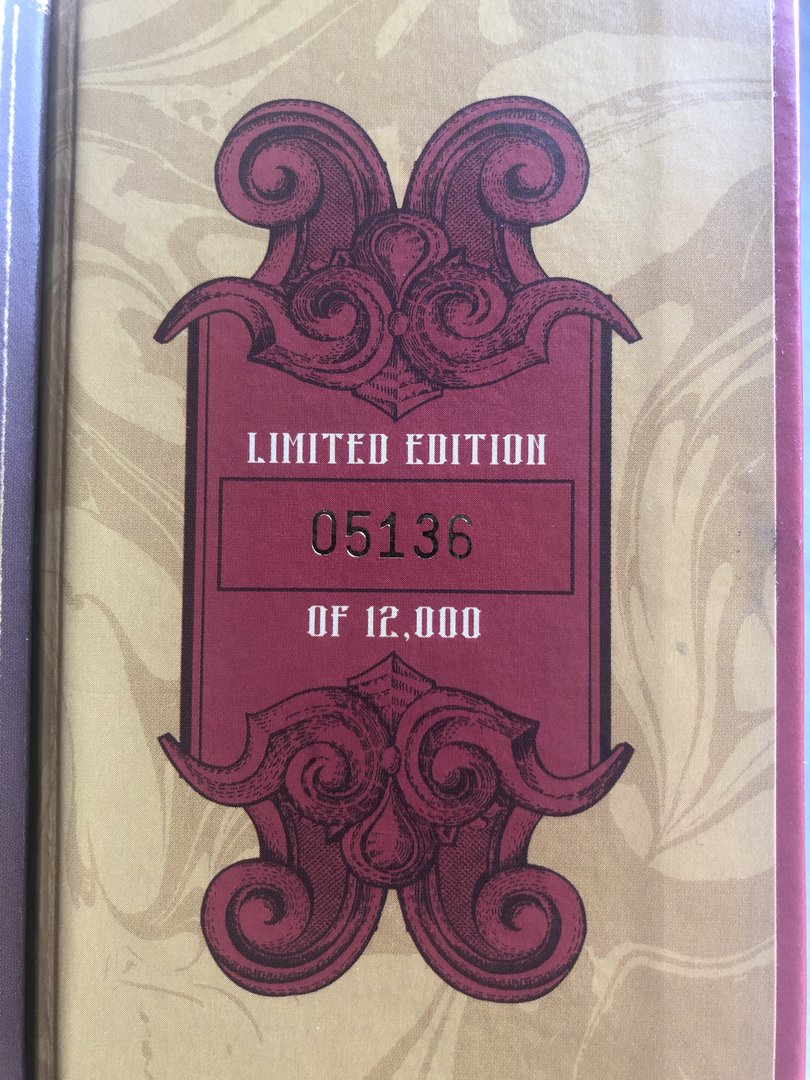 LIMITED EDITION
05136
OF 12,000